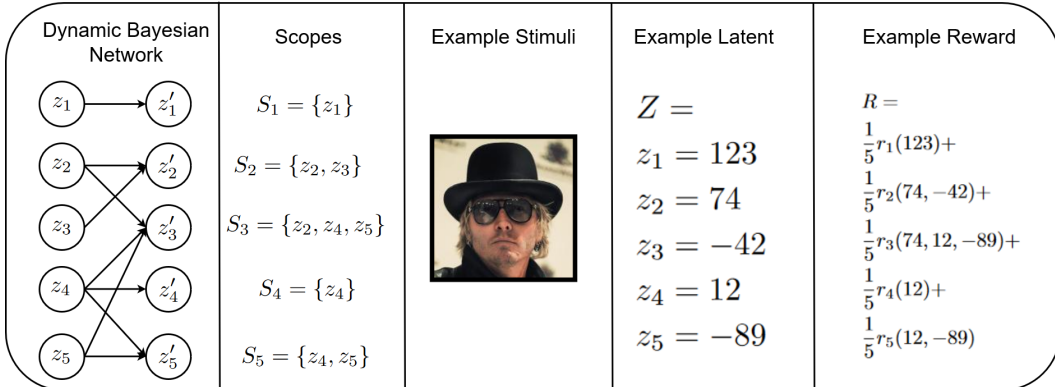 Dynamic Bayesian
Network
z₁ z′₁
z₂ z′₂
z₃ z′₃
z₄ z′₄
z₅ z′₅
Scopes
S₁ = {z₁}
S₂ = {z₂, z₃}
S₃ = {z₂, z₄, z₅}
S₄ = {z₄}
S₅ = {z₄, z₅}
Example Stimuli
Example Latent
Z =
z₁ = 123
z₂ = 74
z₃ = −42
z₄ = 12
z₅ = −89
Example Reward
R =
1/5 r₁(123)+
1/5 r₂(74, −42)+
1/5 r₃(74, 12, −89)+
1/5 r₄(12)+
1/5 r₅(12, −89)